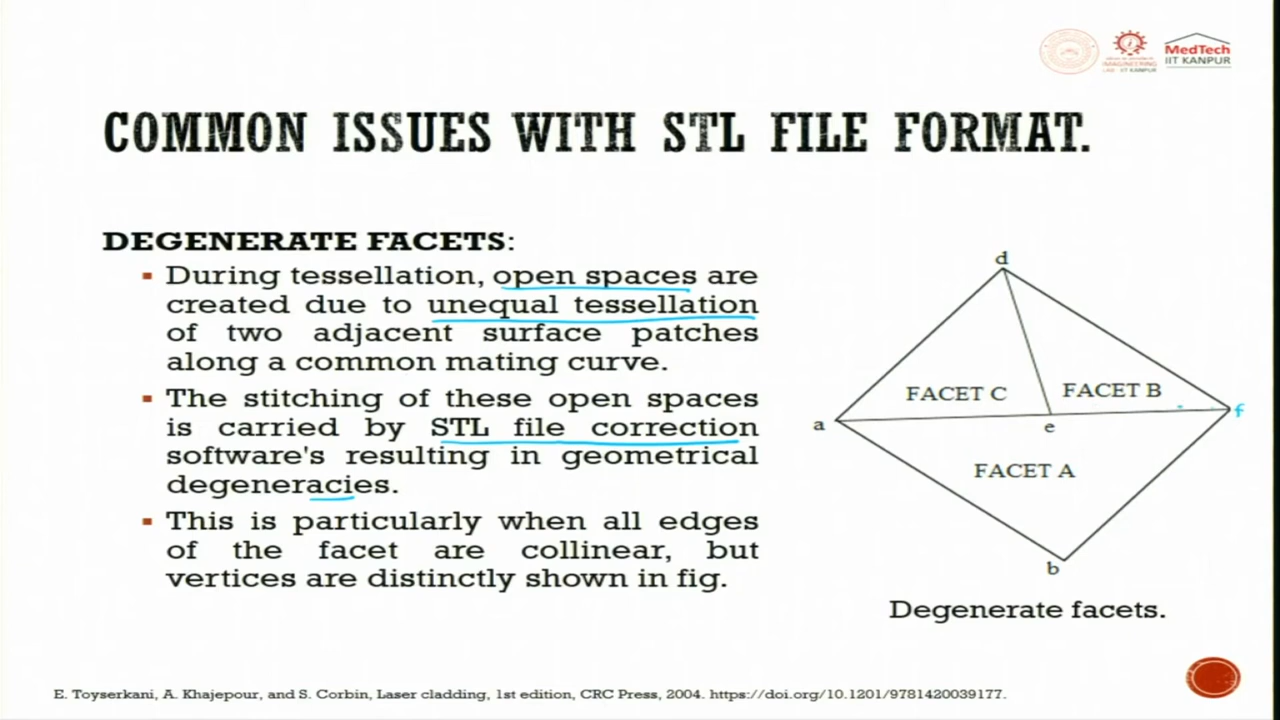 MedTech
IIT KANPUR
COMMON ISSUES WITH STL FILE FORMAT.
DEGENERATE FACETS:
▪ During tessellation, open spaces are
created due to unequal tessellation
of two adjacent surface patches
along a common mating curve.
▪ The stitching of these open spaces
is carried by STL file correction
software's resulting in geometrical
degeneracies.
▪ This is particularly when all edges
of the facet are collinear, but
vertices are distinctly shown in fig.
d
FACET C
FACET B
a
e
f
FACET A
b
Degenerate facets.
E. Toyserkani, A. Khajepour, and S. Corbin, Laser cladding, 1st edition, CRC Press, 2004. https://doi.org/10.1201/9781420039177.